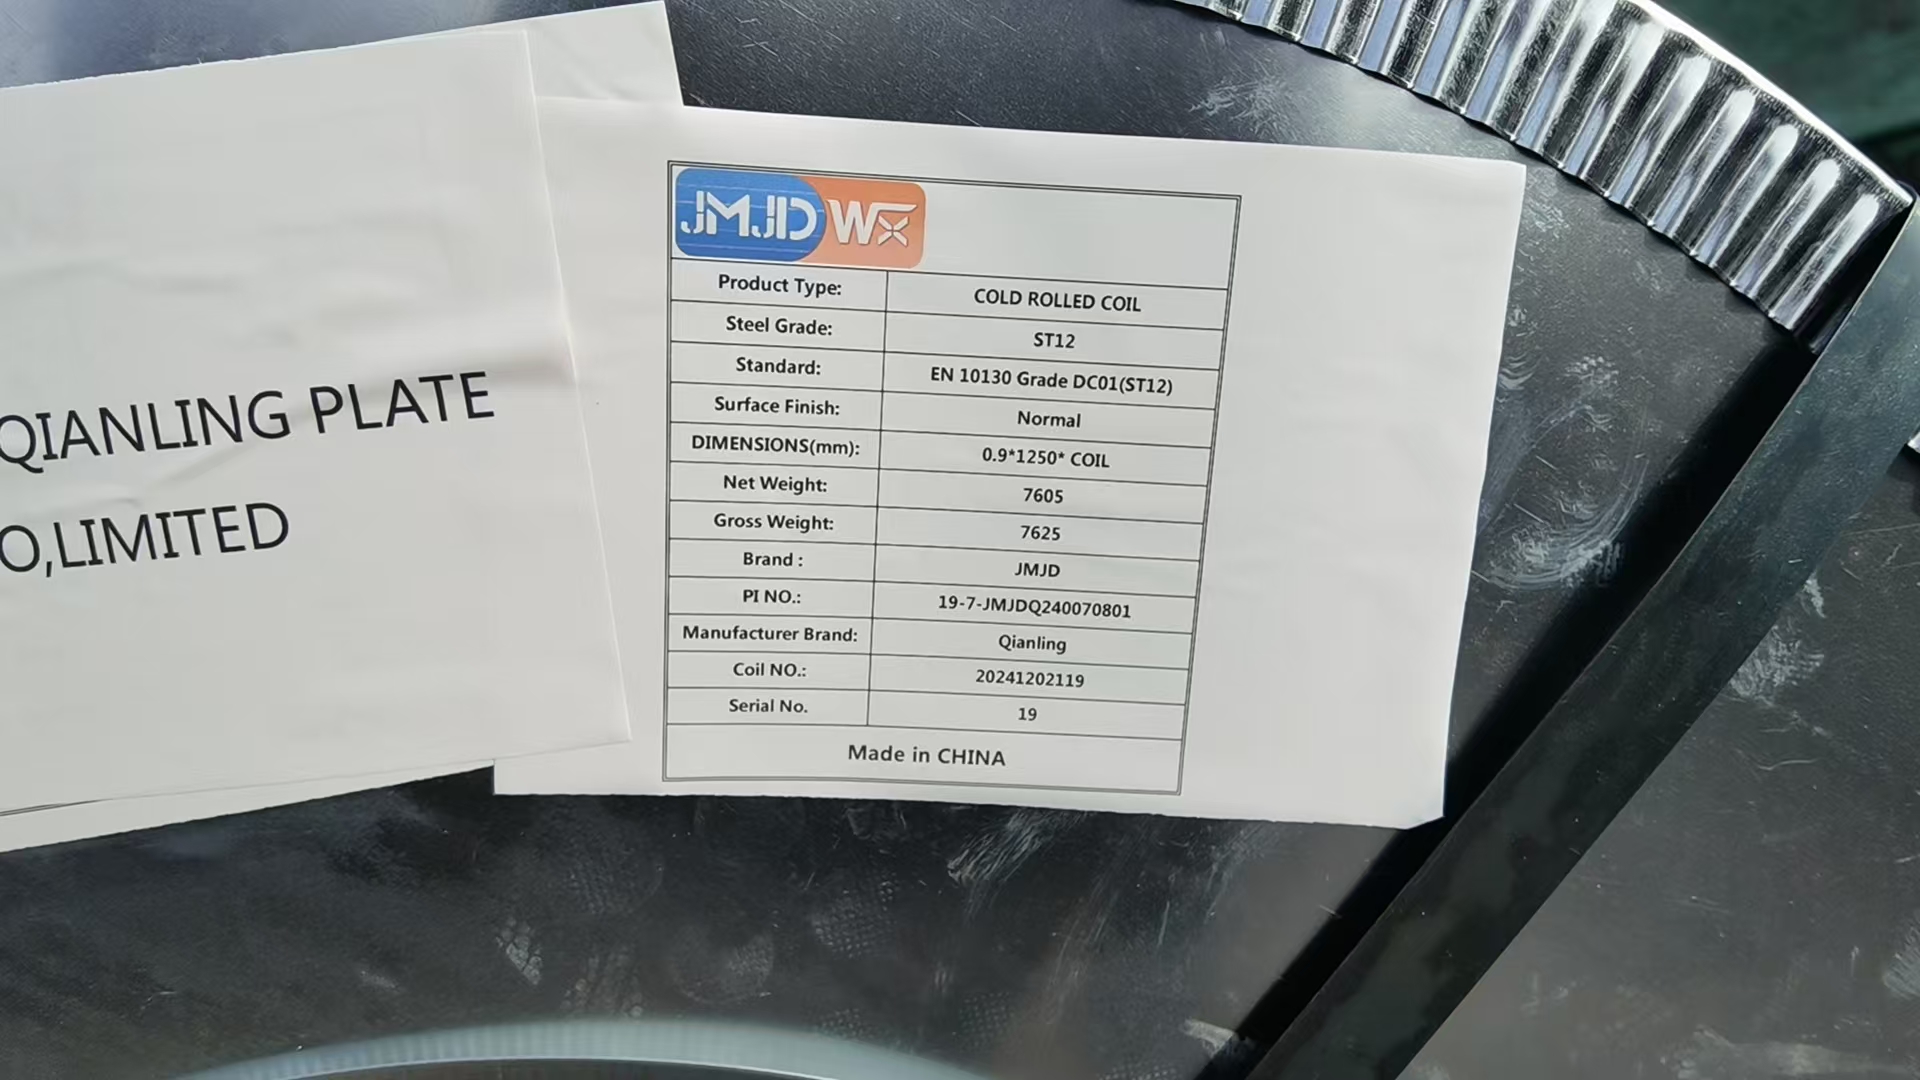 QIANLING PLATE
O,LIMITED
JMJD WX
Product Type: COLD ROLLED COIL
Steel Grade: ST12
Standard: EN 10130 Grade DC01(ST12)
Surface Finish: Normal
DIMENSIONS(mm): 0.9*1250* COIL
Net Weight: 7605
Gross Weight: 7625
Brand : JMJD
PI NO.: 19-7-JMJDQ240070801
Manufacturer Brand: Qianling
Coil NO.: 20241202119
Serial No. 19
Made in CHINA